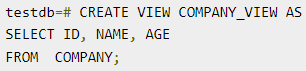 testdb=# CREATE VIEW COMPANY_VIEW AS
SELECT ID, NAME, AGE
FROM  COMPANY;